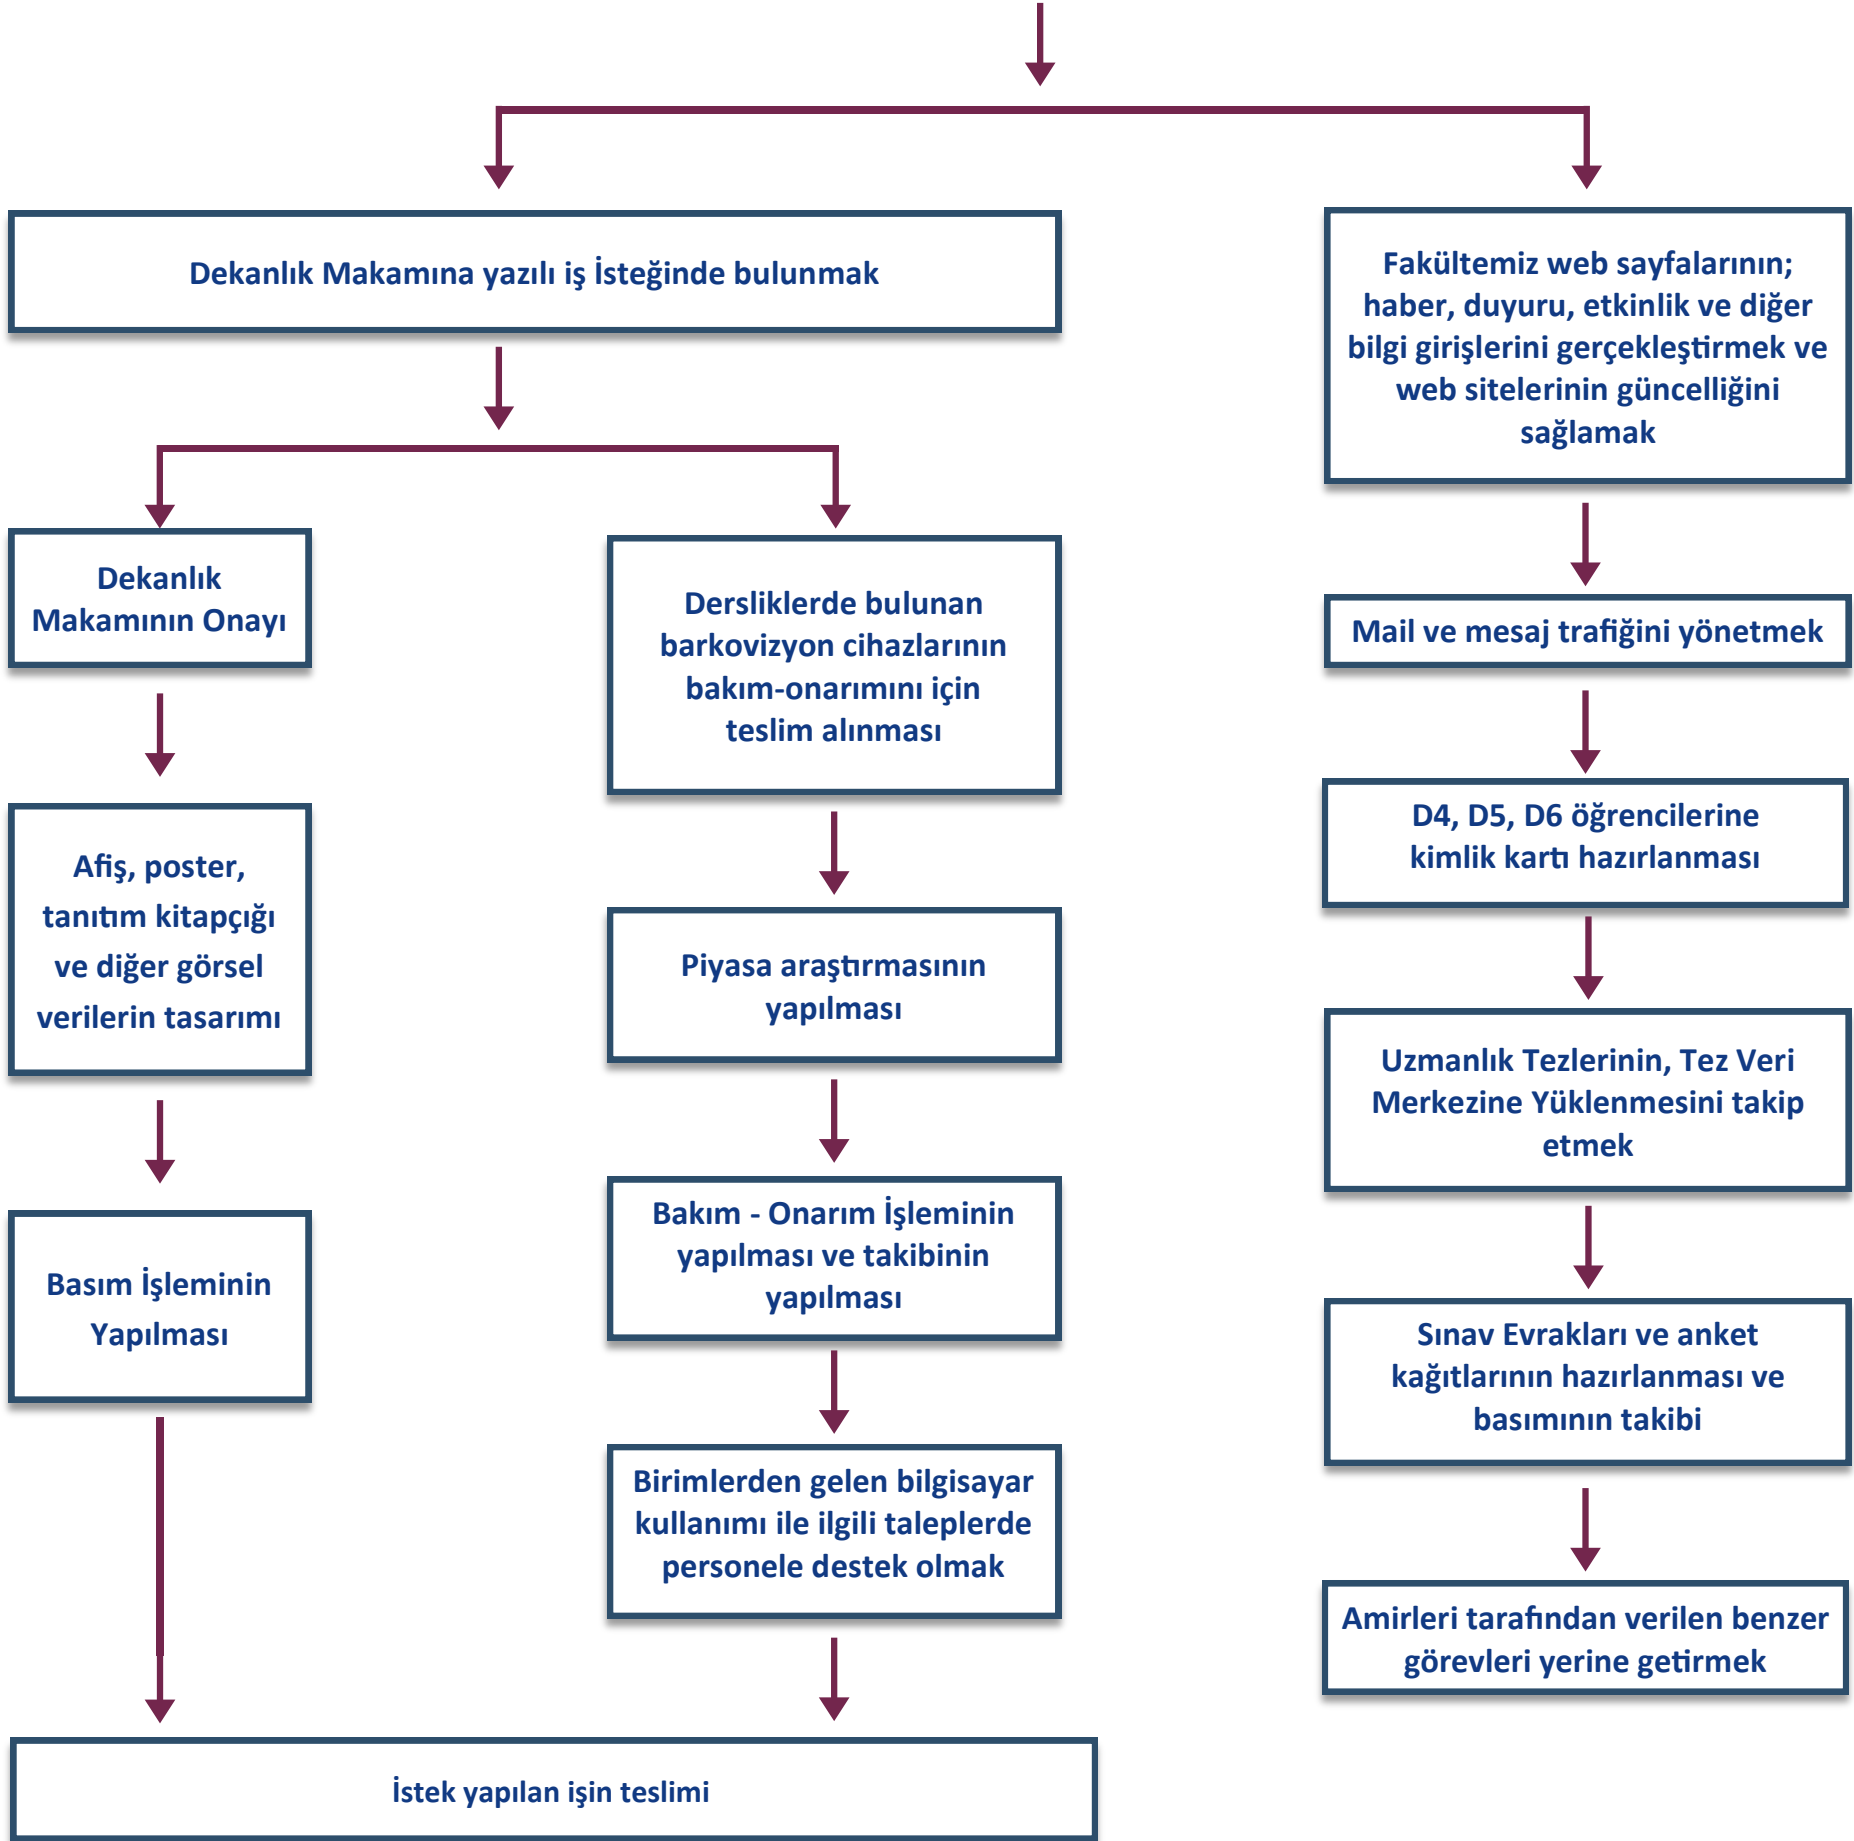 Dekanlık Makamına yazılı iş İsteğinde bulunmak
Fakültemiz web sayfalarının;
haber, duyuru, etkinlik ve diğer
bilgi girişlerini gerçekleştirmek ve
web sitelerinin güncelliğini
sağlamak
Dekanlık
Makamının Onayı
Dersliklerde bulunan
barkovizyon cihazlarının
bakım-onarımını için
teslim alınması
Mail ve mesaj trafiğini yönetmek
D4, D5, D6 öğrencilerine
kimlik kartı hazırlanması
Afiş, poster,
tanıtım kitapçığı
ve diğer görsel
verilerin tasarımı
Piyasa araştırmasının
yapılması
Uzmanlık Tezlerinin, Tez Veri
Merkezine Yüklenmesini takip
etmek
Bakım - Onarım İşleminin
yapılması ve takibinin
yapılması
Basım İşleminin
Yapılması
Sınav Evrakları ve anket
kağıtlarının hazırlanması ve
basımının takibi
Birimlerden gelen bilgisayar
kullanımı ile ilgili taleplerde
personele destek olmak
Amirleri tarafından verilen benzer
görevleri yerine getirmek
İstek yapılan işin teslimi